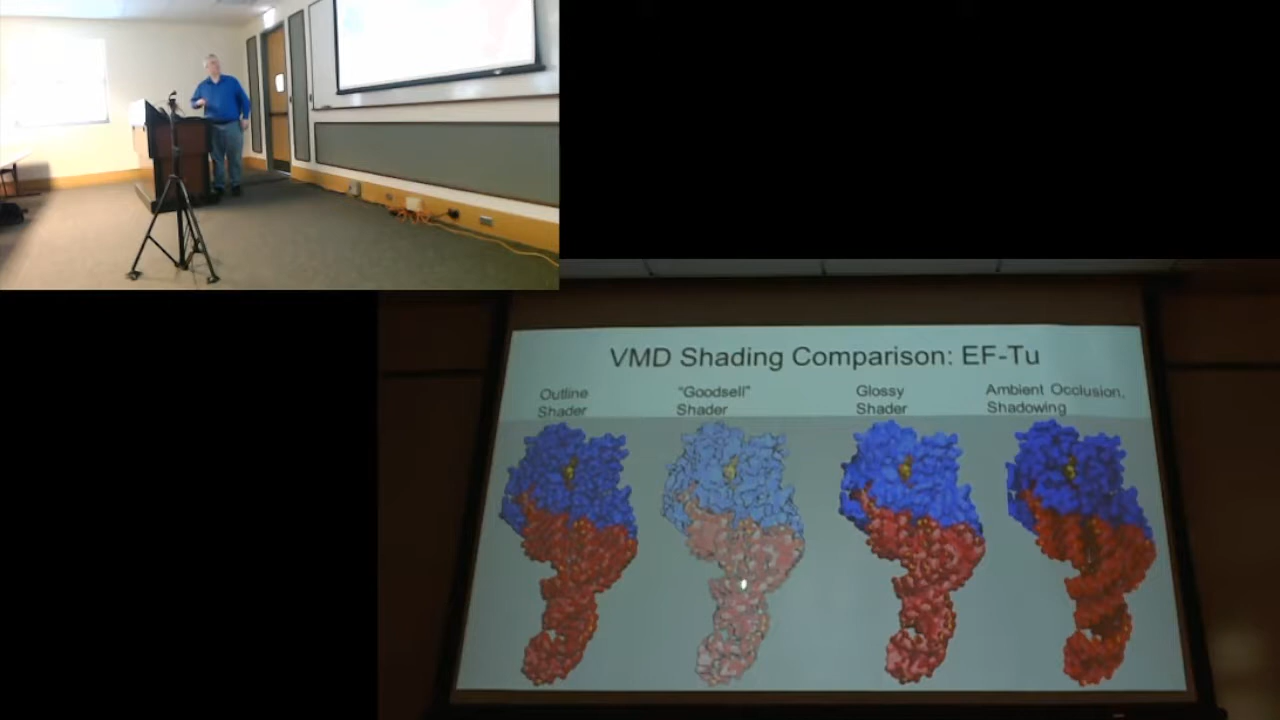 VMD Shading Comparison: EF-Tu
Outline
Shader
"Goodsell"
Shader
Glossy
Shader
Ambient Occlusion,
Shadowing